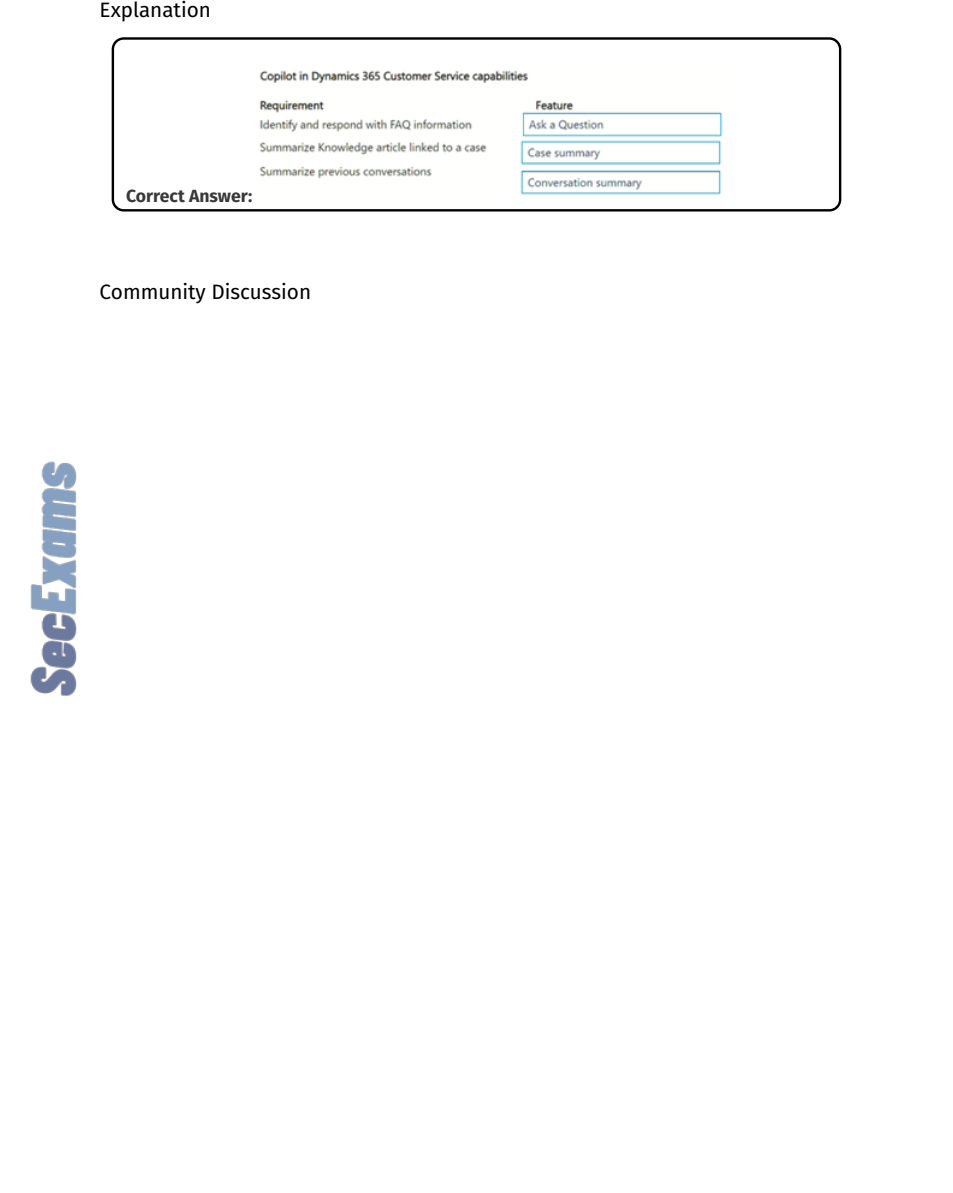 Explanation
Copilot in Dynamics 365 Customer Service capabilities
Requirement Feature
Identify and respond with FAQ information Ask a Question
Summarize Knowledge article linked to a case Case summary
Summarize previous conversations Conversation summary
Correct Answer:
Community Discussion
SecExams